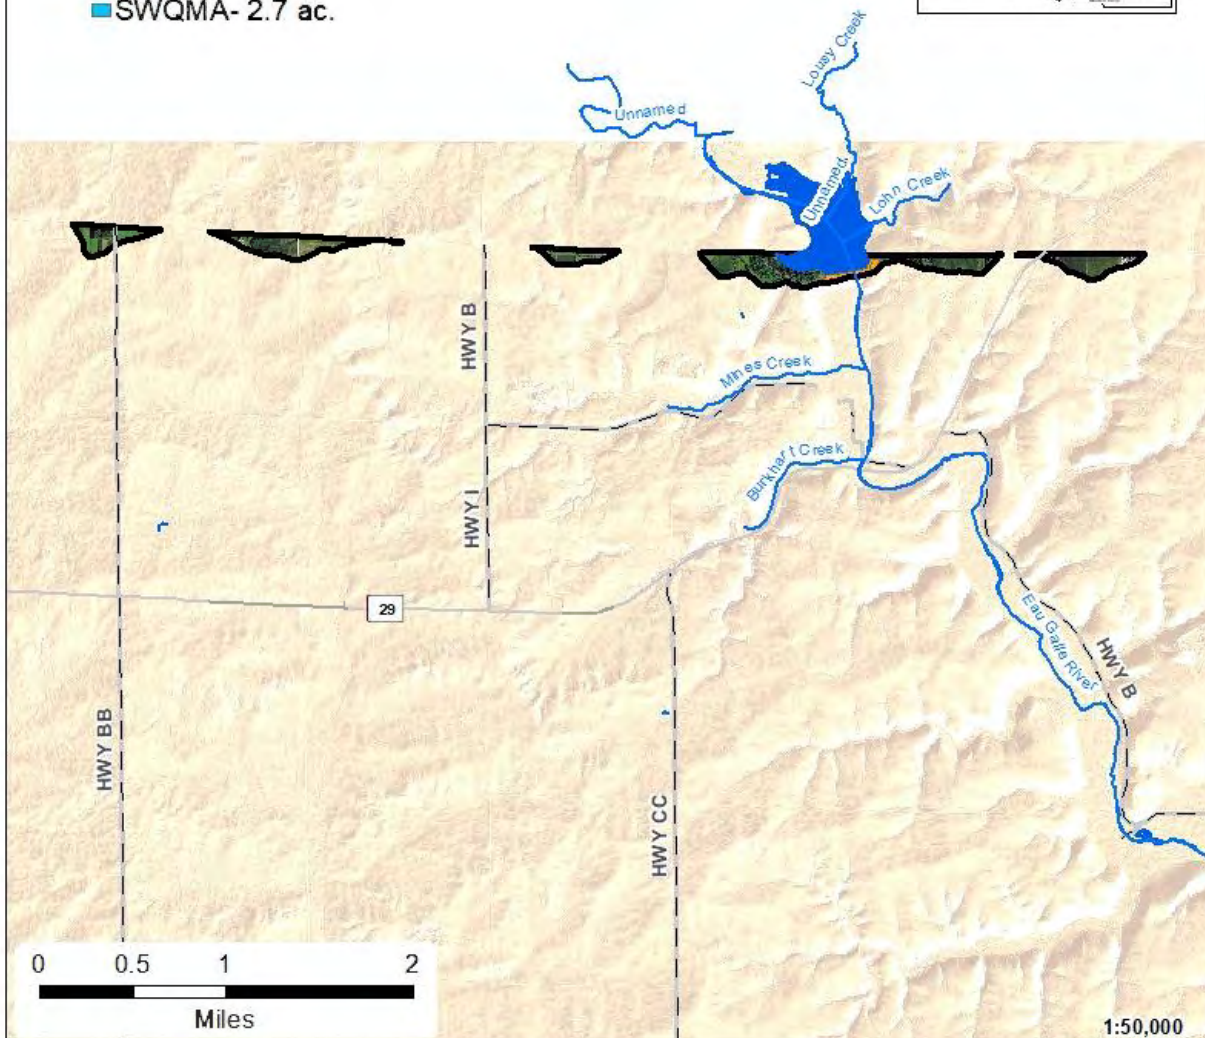 SWQMA- 2.7 ac.
Lousy Creek
Unnamed
Unnamed
Lohn Creek
HWY B
Mines Creek
Burkhart Creek
HWY I
29
Eau Galle River
HWY B
HWY BB
HWY CC
0 0.5 1 2
Miles
1:50,000